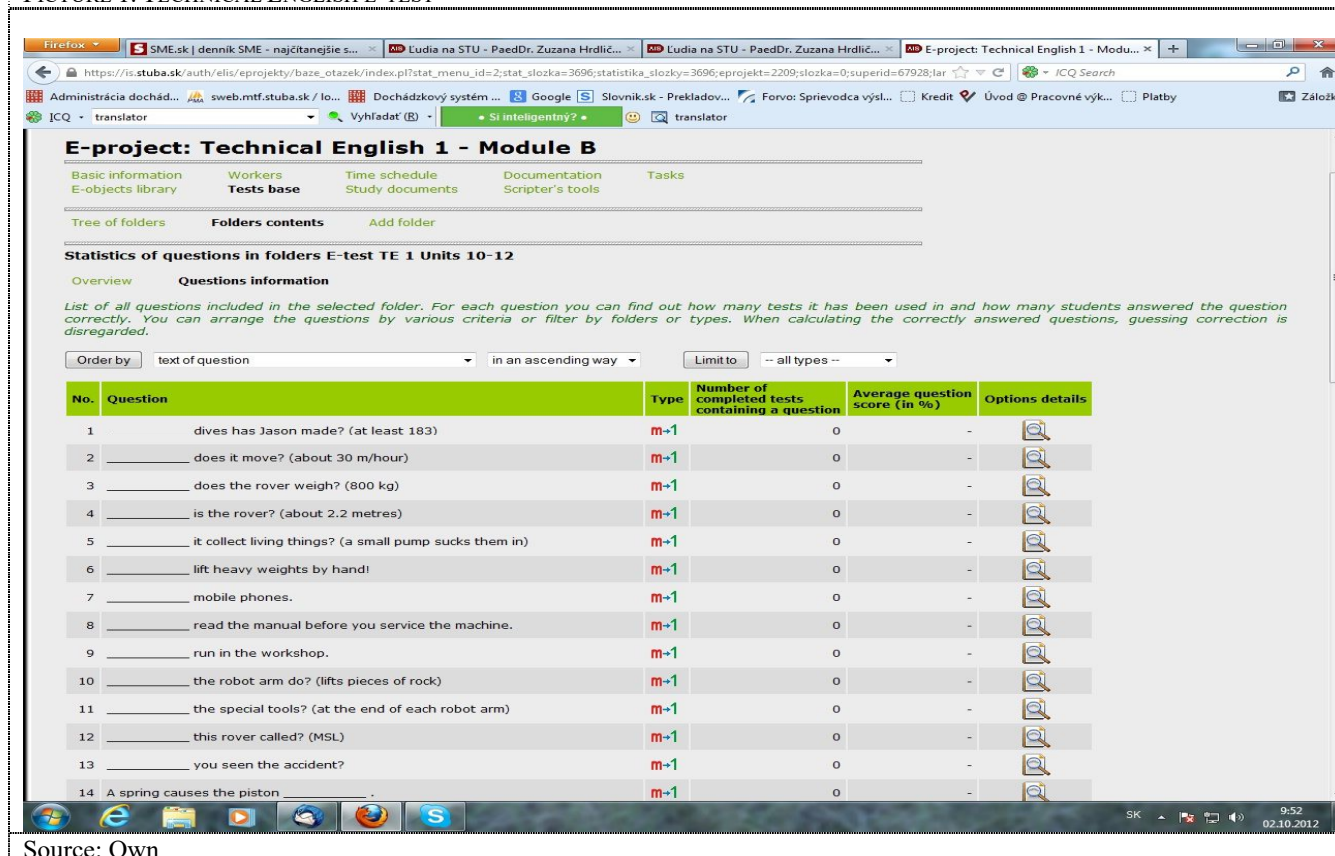 PICTURE 1: TECHNICAL ENGLISH E-TEST
Firefox
SME.sk | denník SME - najčítanejšie s... × Ľudia na STU - PaedDr. Zuzana Hrdlič... × Ľudia na STU - PaedDr. Zuzana Hrdlič... × E-project: Technical English 1 - Modu... × +
https://is.stuba.sk/auth/elis/eprojekty/baze_otazek/index.pl?stat_menu_id=2;stat_slozka=3696;statistika_slozky=3696;eprojekt=2209;slozka=0;superid=67928;lar ICQ Search
Administrácia dochád... sweb.mtf.stuba.sk / lo... Dochádzkový systém ... Google Slovnik.sk - Prekladov... Forvo: Sprievodca výsl... Kredit Úvod @ Pracovné výk... Platby Záložk
ICQ translator Vyhľadať (R) • Si inteligentný? • translator
E-project: Technical English 1 - Module B
Basic information Workers Time schedule Documentation Tasks
E-objects library Tests base Study documents Scripter's tools
Tree of folders Folders contents Add folder
Statistics of questions in folders E-test TE 1 Units 10-12
Overview Questions information
List of all questions included in the selected folder. For each question you can find out how many tests it has been used in and how many students answered the question
correctly. You can arrange the questions by various criteria or filter by folders or types. When calculating the correctly answered questions, guessing correction is
disregarded.
Order by text of question in an ascending way Limit to -- all types --
No. Question Type Number of completed tests containing a question Average question score (in %) Options details
1 dives has Jason made? (at least 183) m→1 0 -
2 ___________ does it move? (about 30 m/hour) m→1 0 -
3 ___________ does the rover weigh? (800 kg) m→1 0 -
4 ___________ is the rover? (about 2.2 metres) m→1 0 -
5 ___________ it collect living things? (a small pump sucks them in) m→1 0 -
6 ___________ lift heavy weights by hand! m→1 0 -
7 ___________ mobile phones. m→1 0 -
8 ___________ read the manual before you service the machine. m→1 0 -
9 ___________ run in the workshop. m→1 0 -
10 ___________ the robot arm do? (lifts pieces of rock) m→1 0 -
11 ___________ the special tools? (at the end of each robot arm) m→1 0 -
12 ___________ this rover called? (MSL) m→1 0 -
13 ___________ you seen the accident? m→1 0 -
14 A spring causes the piston ___________ . m→1 0 -
SK 9:52
02.10.2012
Source: Own